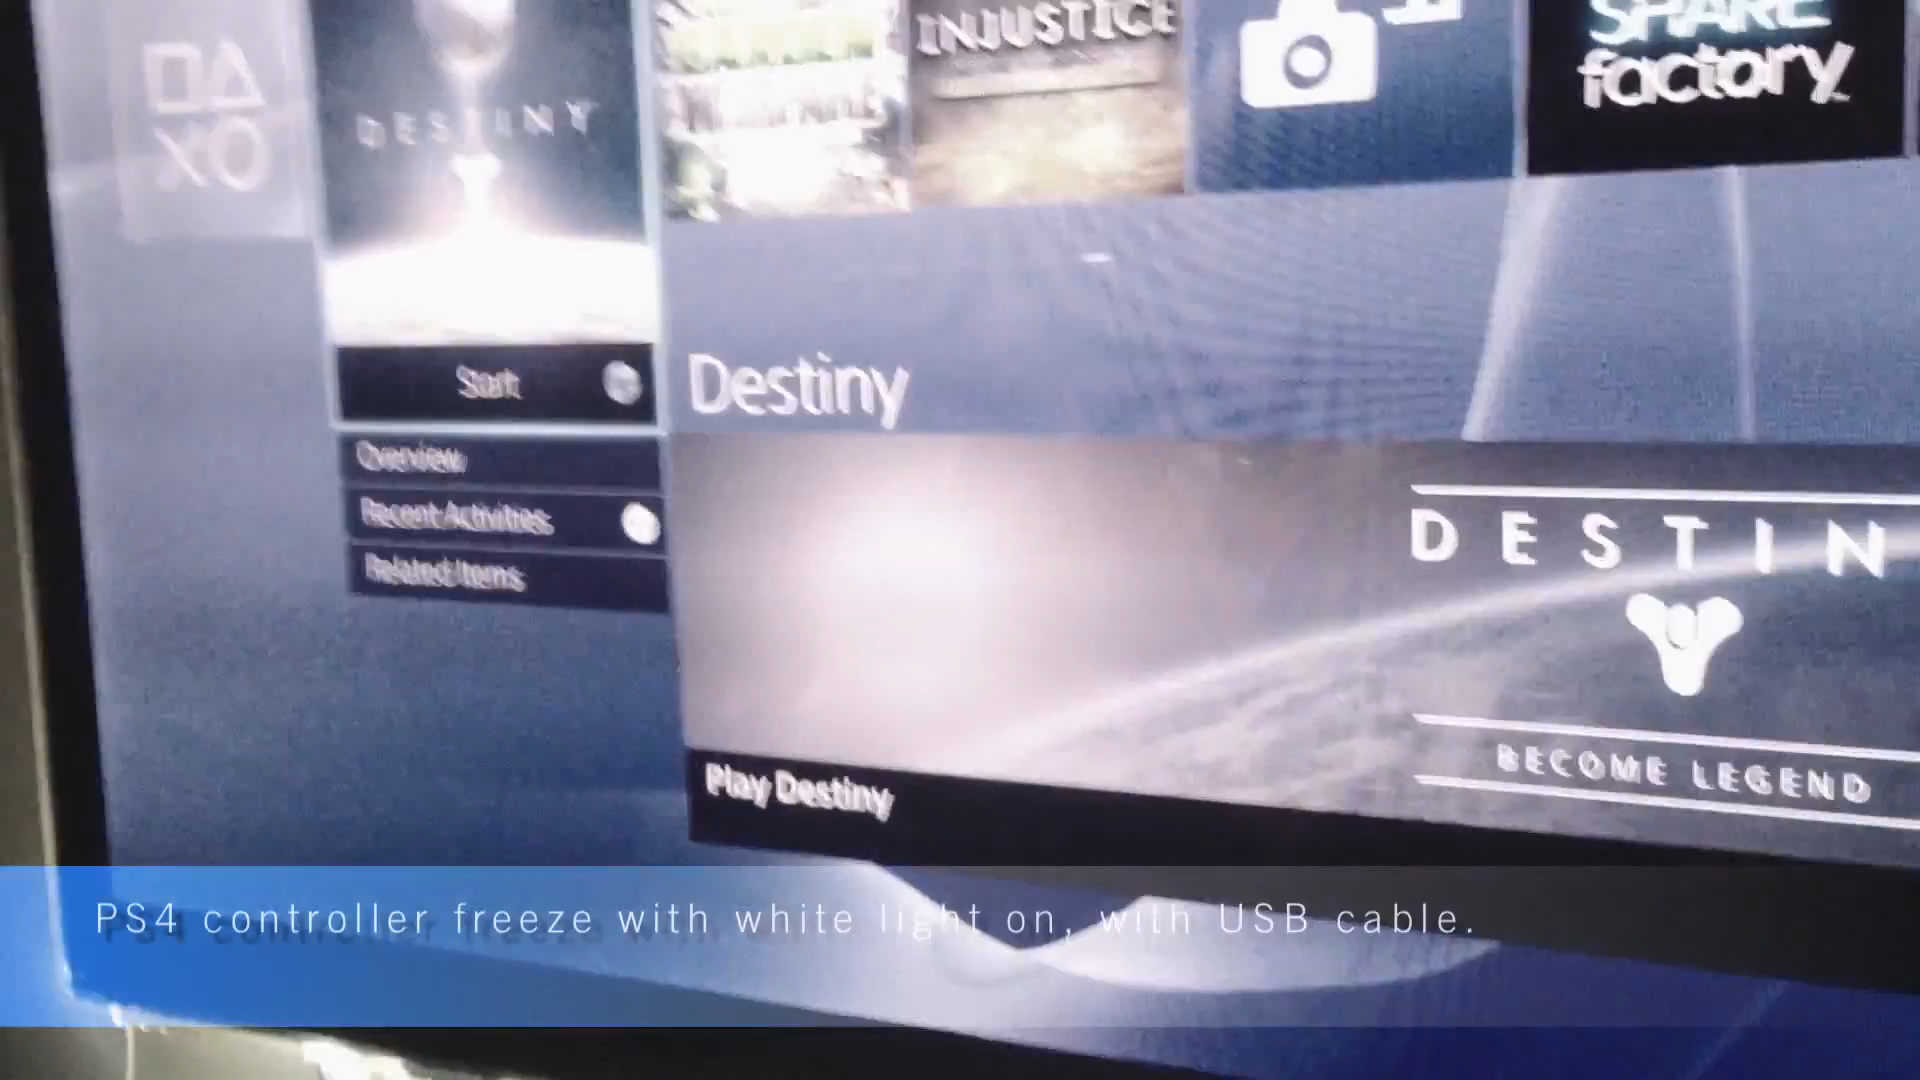 INJUSTICE
SHARE
factory
DESTINY
Start
Destiny
Overview
Recent Activities
Related Items
DESTIN
BECOME LEGEND
Play Destiny
PS4 controller freeze with white light on, with USB cable.